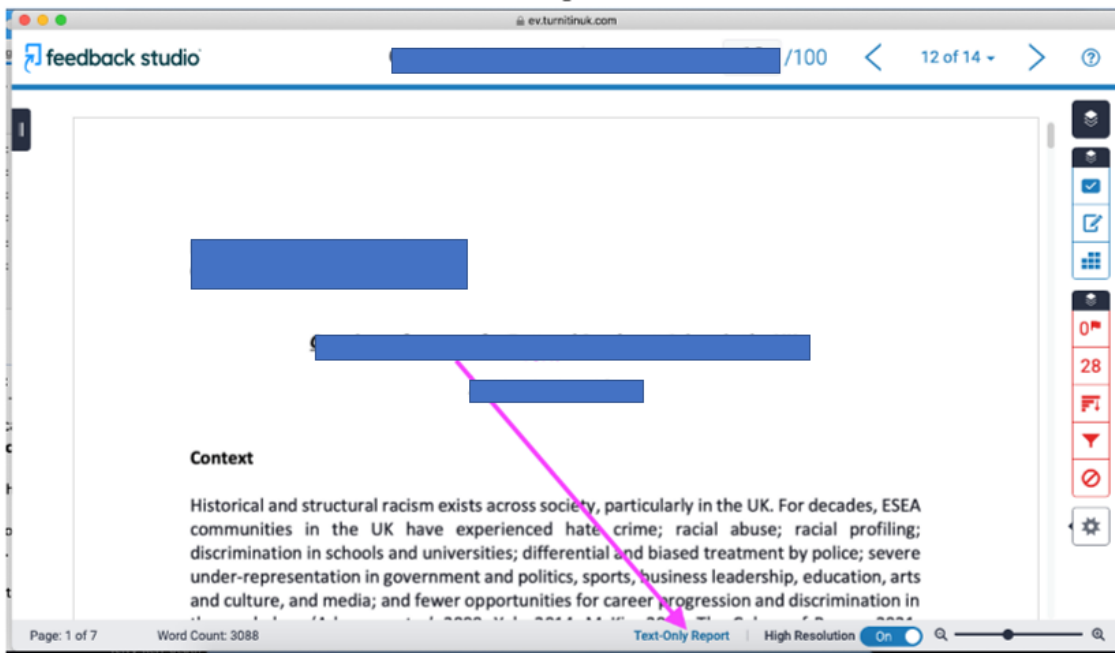 ev.turnitinuk.com
feedback studio
/100
12 of 14
0
28
Context
Historical and structural racism exists across society, particularly in the UK. For decades, ESEA
communities in the UK have experienced hate crime; racial abuse; racial profiling;
discrimination in schools and universities; differential and biased treatment by police; severe
under-representation in government and politics, sports, business leadership, education, arts
and culture, and media; and fewer opportunities for career progression and discrimination in
Page: 1 of 7
Word Count: 3088
Text-Only Report
High Resolution
On